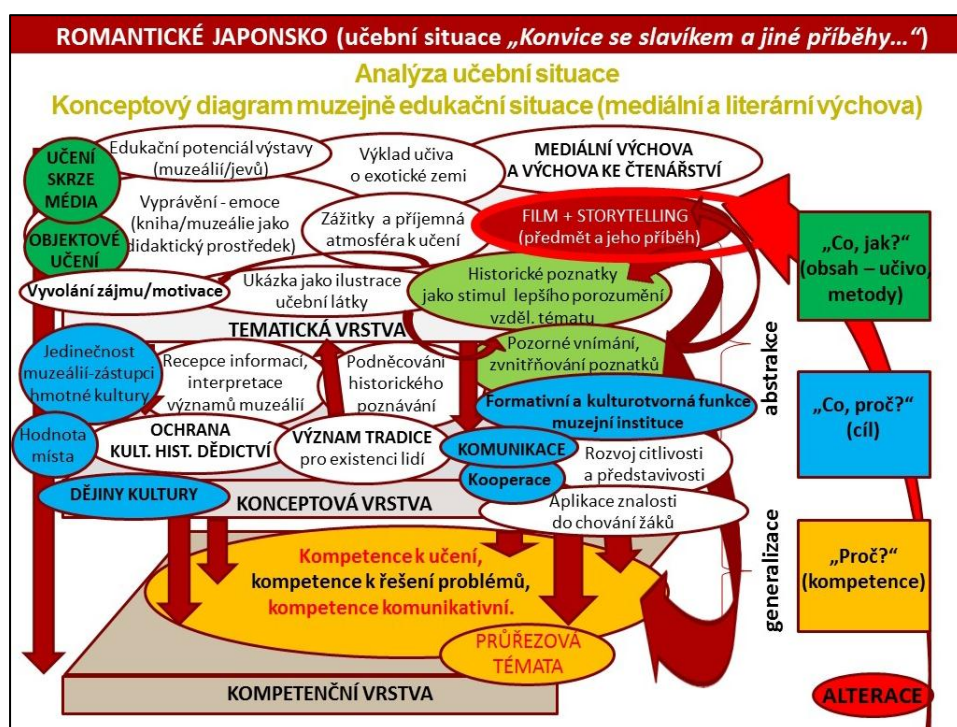 ROMANTICKÉ JAPONSKO (učební situace „Konvice se slavíkem a jiné příběhy…“)
Analýza učební situace
Konceptový diagram muzejně edukační situace (mediální a literární výchova)
UČENÍ
SKRZE
MÉDIA
Edukační potenciál výstavy
(muzeálií/jevů)
Výklad učiva
o exotické zemi
MEDIÁLNÍ VÝCHOVA
A VÝCHOVA KE ČTENÁŘSTVÍ
OBJEKTOVÉ
UČENÍ
Vyprávění - emoce
(kniha/muzeálie jako
didaktický prostředek)
Zážitky a příjemná
atmosféra k učení
FILM + STORYTELLING
(předmět a jeho příběh)
„Co, jak?“
(obsah – učivo,
metody)
Vyvolání zájmu/motivace
Ukázka jako ilustrace
učební látky
Historické poznatky
jako stimul lepšího porozumění
vzděl. tématu
TEMATICKÁ VRSTVA
Jedinečnost
muzeálií-zástupci
hmotné kultury
Recepce informací,
interpretace
významů muzeálií
Podněcování
historického
poznávání
Pozorné vnímání,
zvnitřňování poznatků
abstrakce
Formativní a kulturotvorná funkce
muzejní instituce
„Co, proč?“
(cíl)
Hodnota
místa
OCHRANA
KULT. HIST. DĚDICTVÍ
VÝZNAM TRADICE
pro existenci lidí
KOMUNIKACE
Kooperace
Rozvoj citlivosti
a představivosti
DĚJINY KULTURY
KONCEPTOVÁ VRSTVA
Aplikace znalosti
do chování žáků
generalizace
Kompetence k učení,
kompetence k řešení problémů,
kompetence komunikativní.
„Proč?“
(kompetence)
PRŮŘEZOVÁ
TÉMATA
KOMPETENČNÍ VRSTVA
ALTERACE